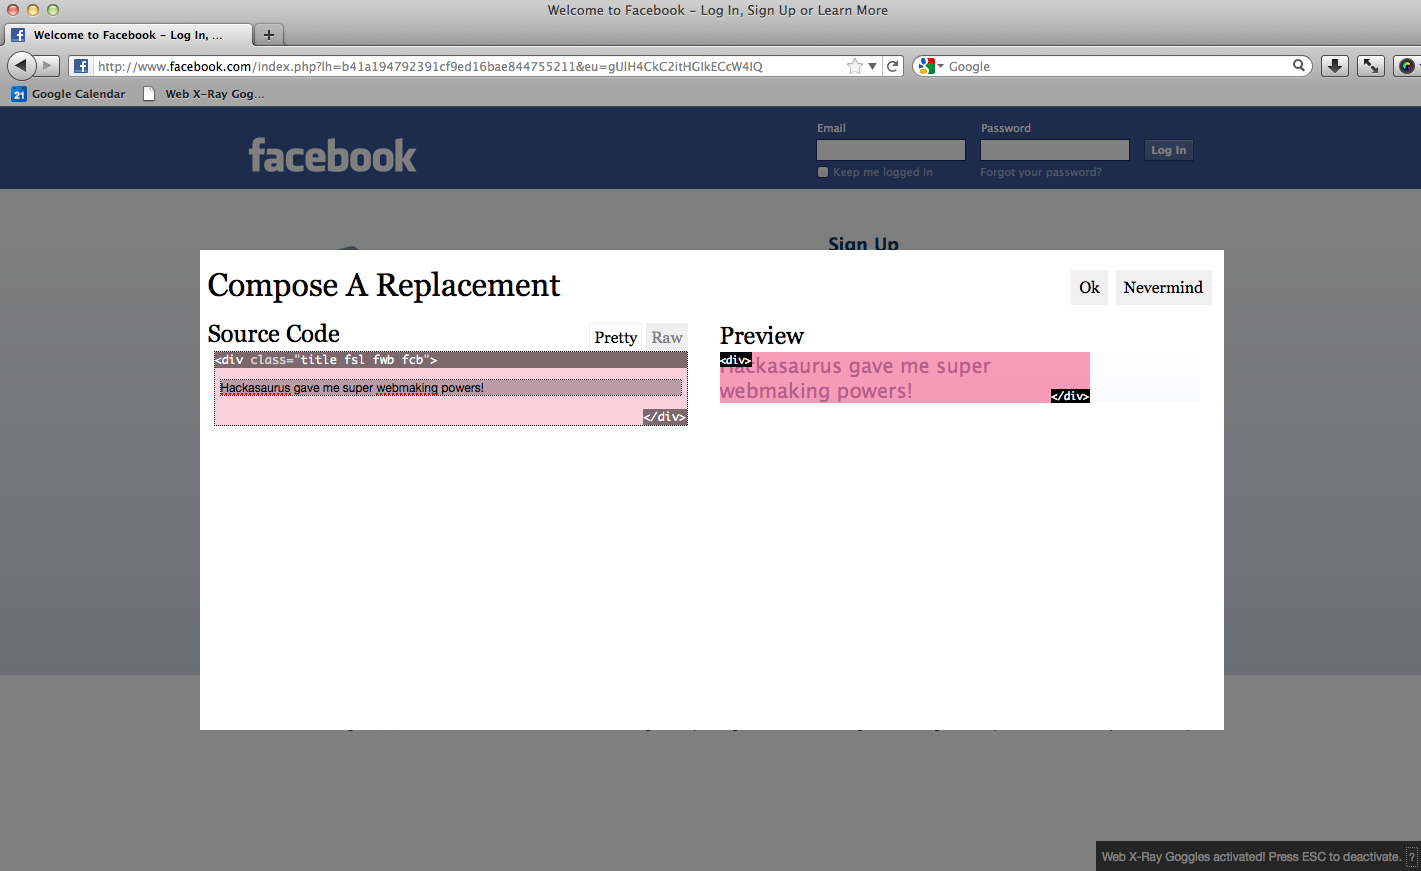 Welcome to Facebook – Log In, Sign Up or Learn More
Welcome to Facebook – Log In, ...
http://www.facebook.com/index.php?lh=b41a194792391cf9ed16bae844755211&eu=gUlH4CkC2itHGIkECcW4IQ
Google
21 Google Calendar Web X-Ray Gog...
facebook
Email Password
Log In
Keep me logged in Forgot your password?
Sign Up
Compose A Replacement
Ok Nevermind
Source Code
Pretty Raw
<div class="title fsl fwb fcb">
Hackasaurus gave me super webmaking powers!
</div>
Preview
<div>
Hackasaurus gave me super
webmaking powers!
</div>
Web X-Ray Goggles activated! Press ESC to deactivate. ?